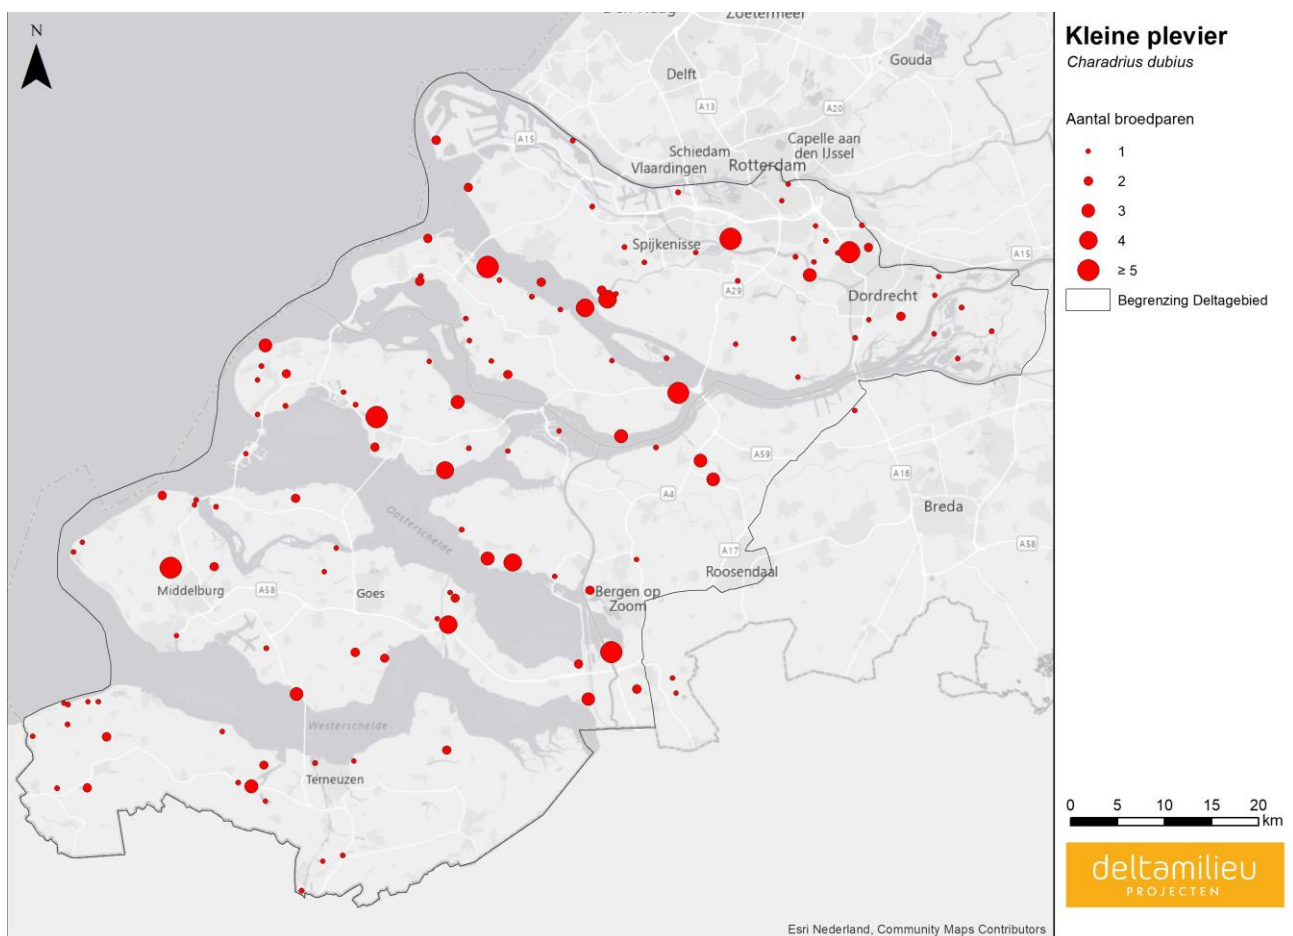 N
Zoetermeer
Gouda
Delft
A13
A20
A15
Capelle aan
den IJssel
Schiedam
Vlaardingen
Rotterdam
Spijkenisse
A15
A29
Dordrecht
A59
A16
A4
Breda
Oosterschelde
A17
A58
Roosendaal
Middelburg
A58
Goes
Bergen op
Zoom
Westerschelde
Terneuzen
Esri Nederland, Community Maps Contributors
Kleine plevier
Charadrius dubius
Aantal broedparen
1
2
3
4
≥ 5
Begrenzing Deltagebied
0 5 10 15 20
km
deltamilieu
PROJECTEN